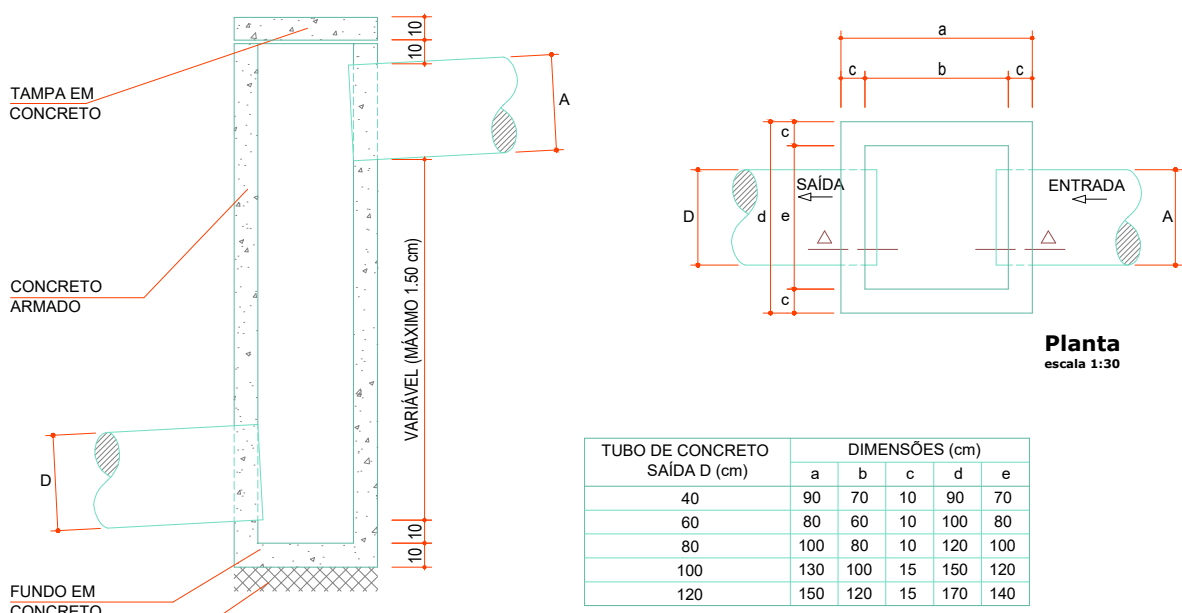 TAMPA EM
CONCRETO
CONCRETO
ARMADO
FUNDO EM
CONCRETO
D
A
10
10
VARIÁVEL (MÁXIMO 1.50 cm)
10
10
a
c b c
c
e
c
d
D
A
SAÍDA
ENTRADA
Planta
escala 1:30
TUBO DE CONCRETO
SAÍDA D (cm)
DIMENSÕES (cm)
a b c d e
40 90 70 10 90 70
60 80 60 10 100 80
80 100 80 10 120 100
100 130 100 15 150 120
120 150 120 15 170 140